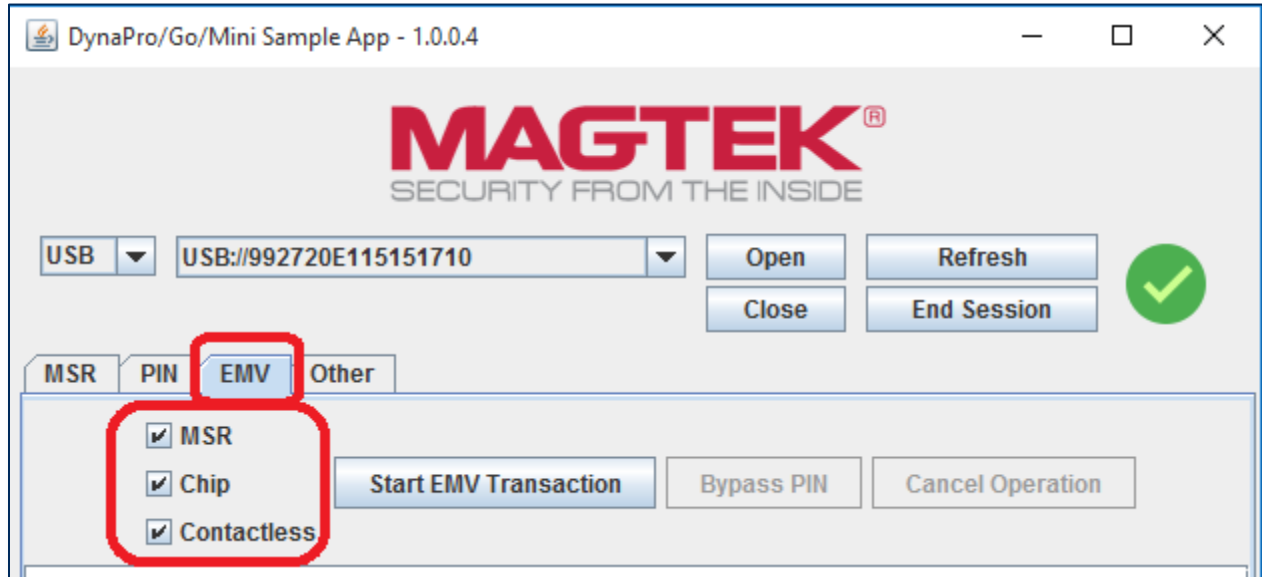 DynaPro/Go/Mini Sample App - 1.0.0.4
MAGTEK®
SECURITY FROM THE INSIDE
USB USB://992720E115151710 Open Refresh
Close End Session
MSR PIN EMV Other
MSR
Chip Start EMV Transaction Bypass PIN Cancel Operation
Contactless